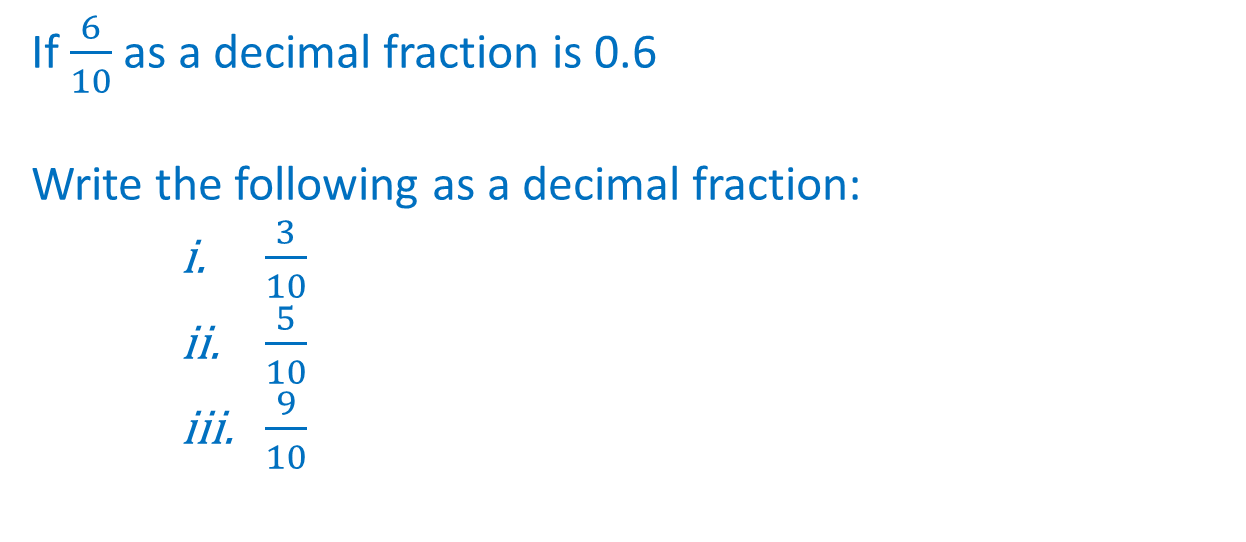 If 6/10 as a decimal fraction is 0.6
Write the following as a decimal fraction:
i. 3/10
ii. 5/10
iii. 9/10